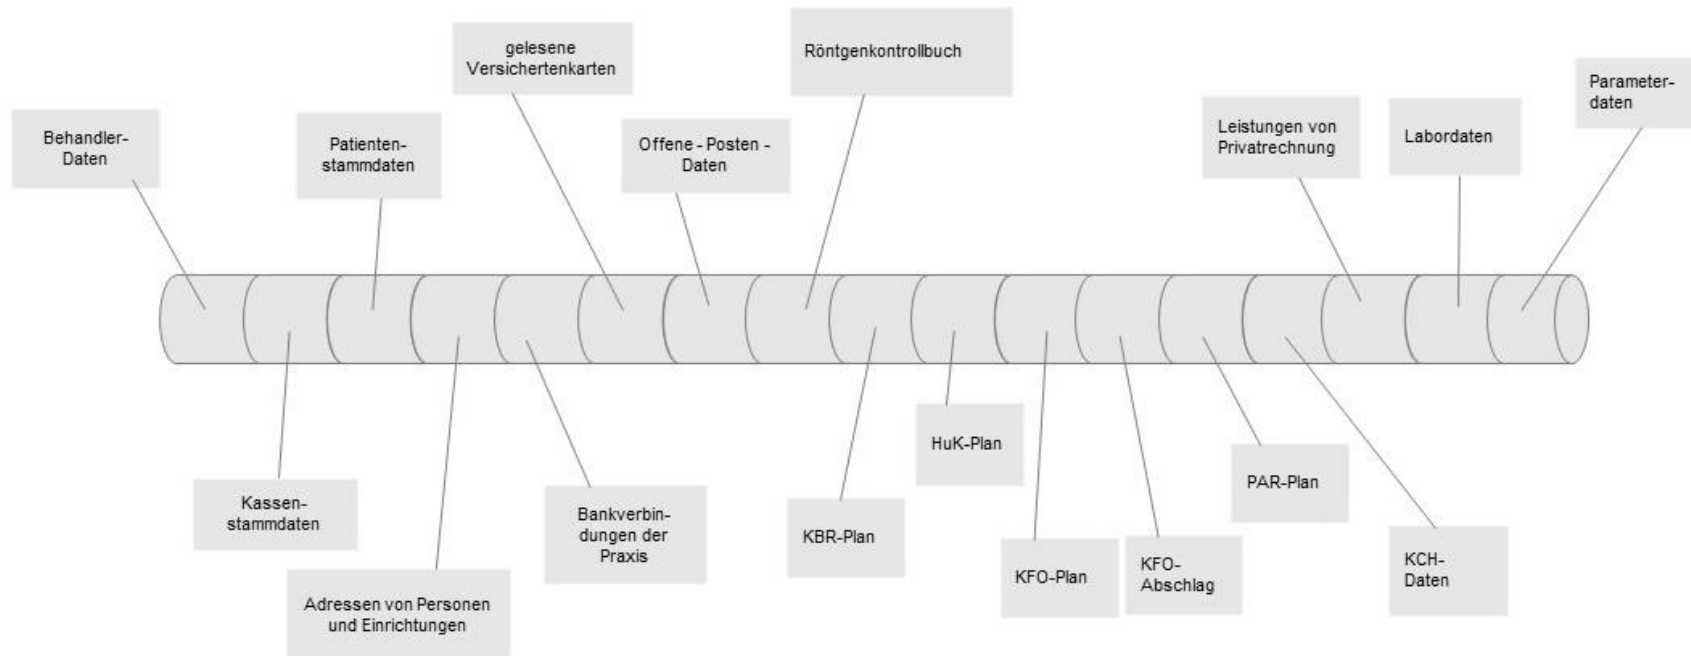 gelesene
Versichertenkarten
Röntgenkontrollbuch
Parameter-
daten
Behandler-
Daten
Patienten-
stammdaten
Offene - Posten -
Daten
Leistungen von
Privatrechnung
Labordaten
HuK-Plan
Kassen-
stammdaten
Bankverbin-
dungen der
Praxis
KBR-Plan
PAR-Plan
KFO-Plan
KFO-
Abschlag
KCH-
Daten
Adressen von Personen
und Einrichtungen